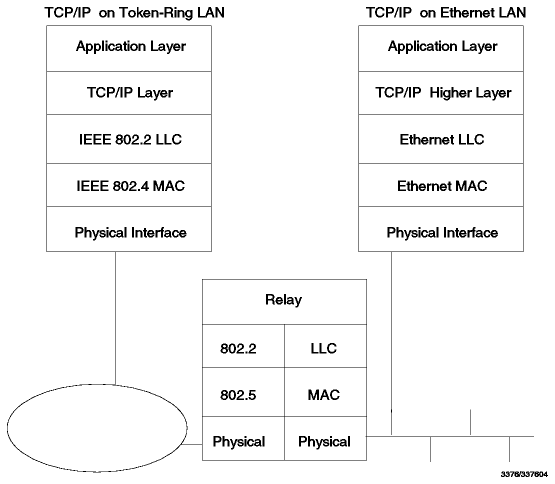 TCP/IP on Token-Ring LAN
Application Layer
TCP/IP Layer
IEEE 802.2 LLC
IEEE 802.4 MAC
Physical Interface
TCP/IP on Ethernet LAN
Application Layer
TCP/IP Higher Layer
Ethernet LLC
Ethernet MAC
Physical Interface
Relay
802.2 LLC
802.5 MAC
Physical Physical
3376/337604